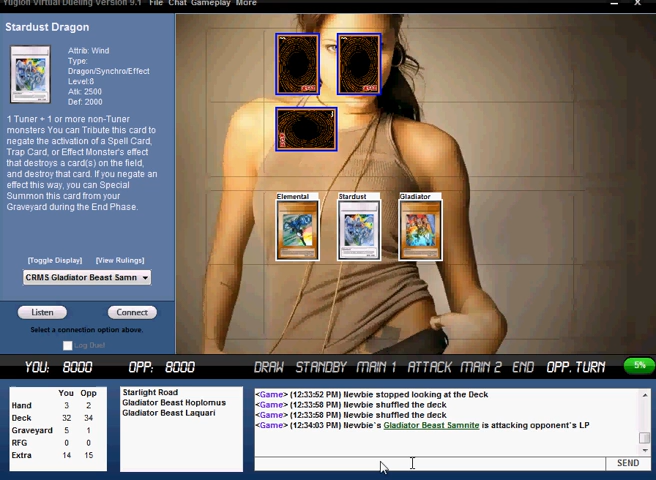 Yugioh Virtual Dueling Version 9.1 File Chat Gameplay More
Stardust Dragon
Attrib: Wind
Type:
Dragon/Synchro/Effect
Level:8
Atk: 2500
Def: 2000
1 Tuner + 1 or more non-Tuner
monsters You can Tribute this card to
negate the activation of a Spell Card,
Trap Card, or Effect Monster's effect
that destroys a card(s) on the field,
and destroy that card. If you negate an
effect this way, you can Special
Summon this card from your
Graveyard during the End Phase.
[Toggle Display] [View Rulings]
CRMS Gladiator Beast Samn
Listen Connect
Select a connection option above.
Log Duel
Elemental Stardust Gladiator
YOU: 8000 OPP: 8000 DRAW STANDBY MAIN 1 ATTACK MAIN 2 END OPP. TURN 5%
You Opp
Hand 3 2
Deck 32 34
Graveyard 5 1
RFG 0 0
Extra 14 15
Starlight Road
Gladiator Beast Hoplomus
Gladiator Beast Laquari
<Game> (12:33:52 PM) Newbie stopped looking at the Deck
<Game> (12:33:58 PM) Newbie shuffled the deck
<Game> (12:33:58 PM) Newbie shuffled the deck
<Game> (12:34:03 PM) Newbie's Gladiator Beast Samnite is attacking opponent's LP
SEND